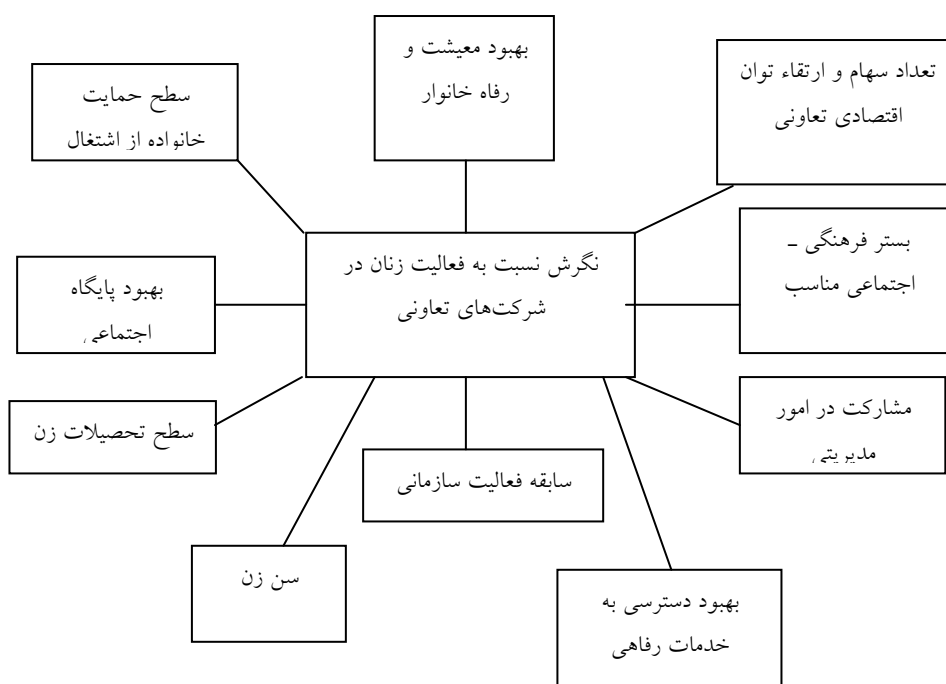 بهبود معیشت و
رفاه خانوار
تعداد سهام و ارتقاء توان
اقتصادی تعاونی
سطح حمایت
خانواده از اشتغال
بستر فرهنگی ـ
اجتماعی مناسب
نگرش نسبت به فعالیت زنان در
شرکت‌های تعاونی
بهبود پایگاه
اجتماعی
مشارکت در امور
مدیریتی
سطح تحصیلات زن
سابقه فعالیت سازمانی
سن زن
بهبود دسترسی به
خدمات رفاهی